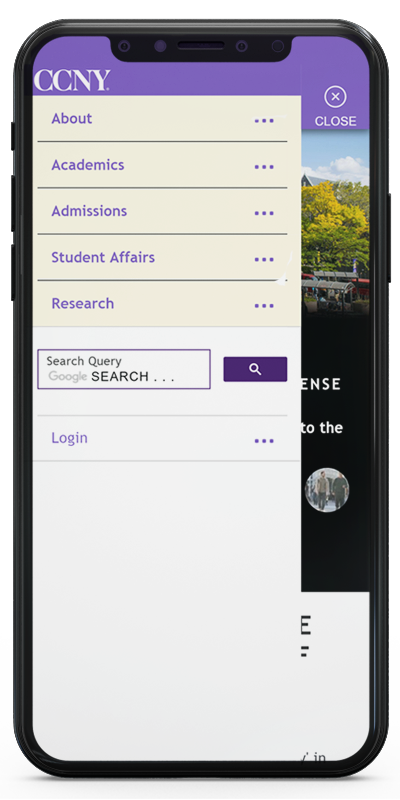 CCNY
CLOSE
About
Academics
Admissions
Student Affairs
Research
Search Query
Google SEARCH . . .
ENSE
to the
Login
E
F
in